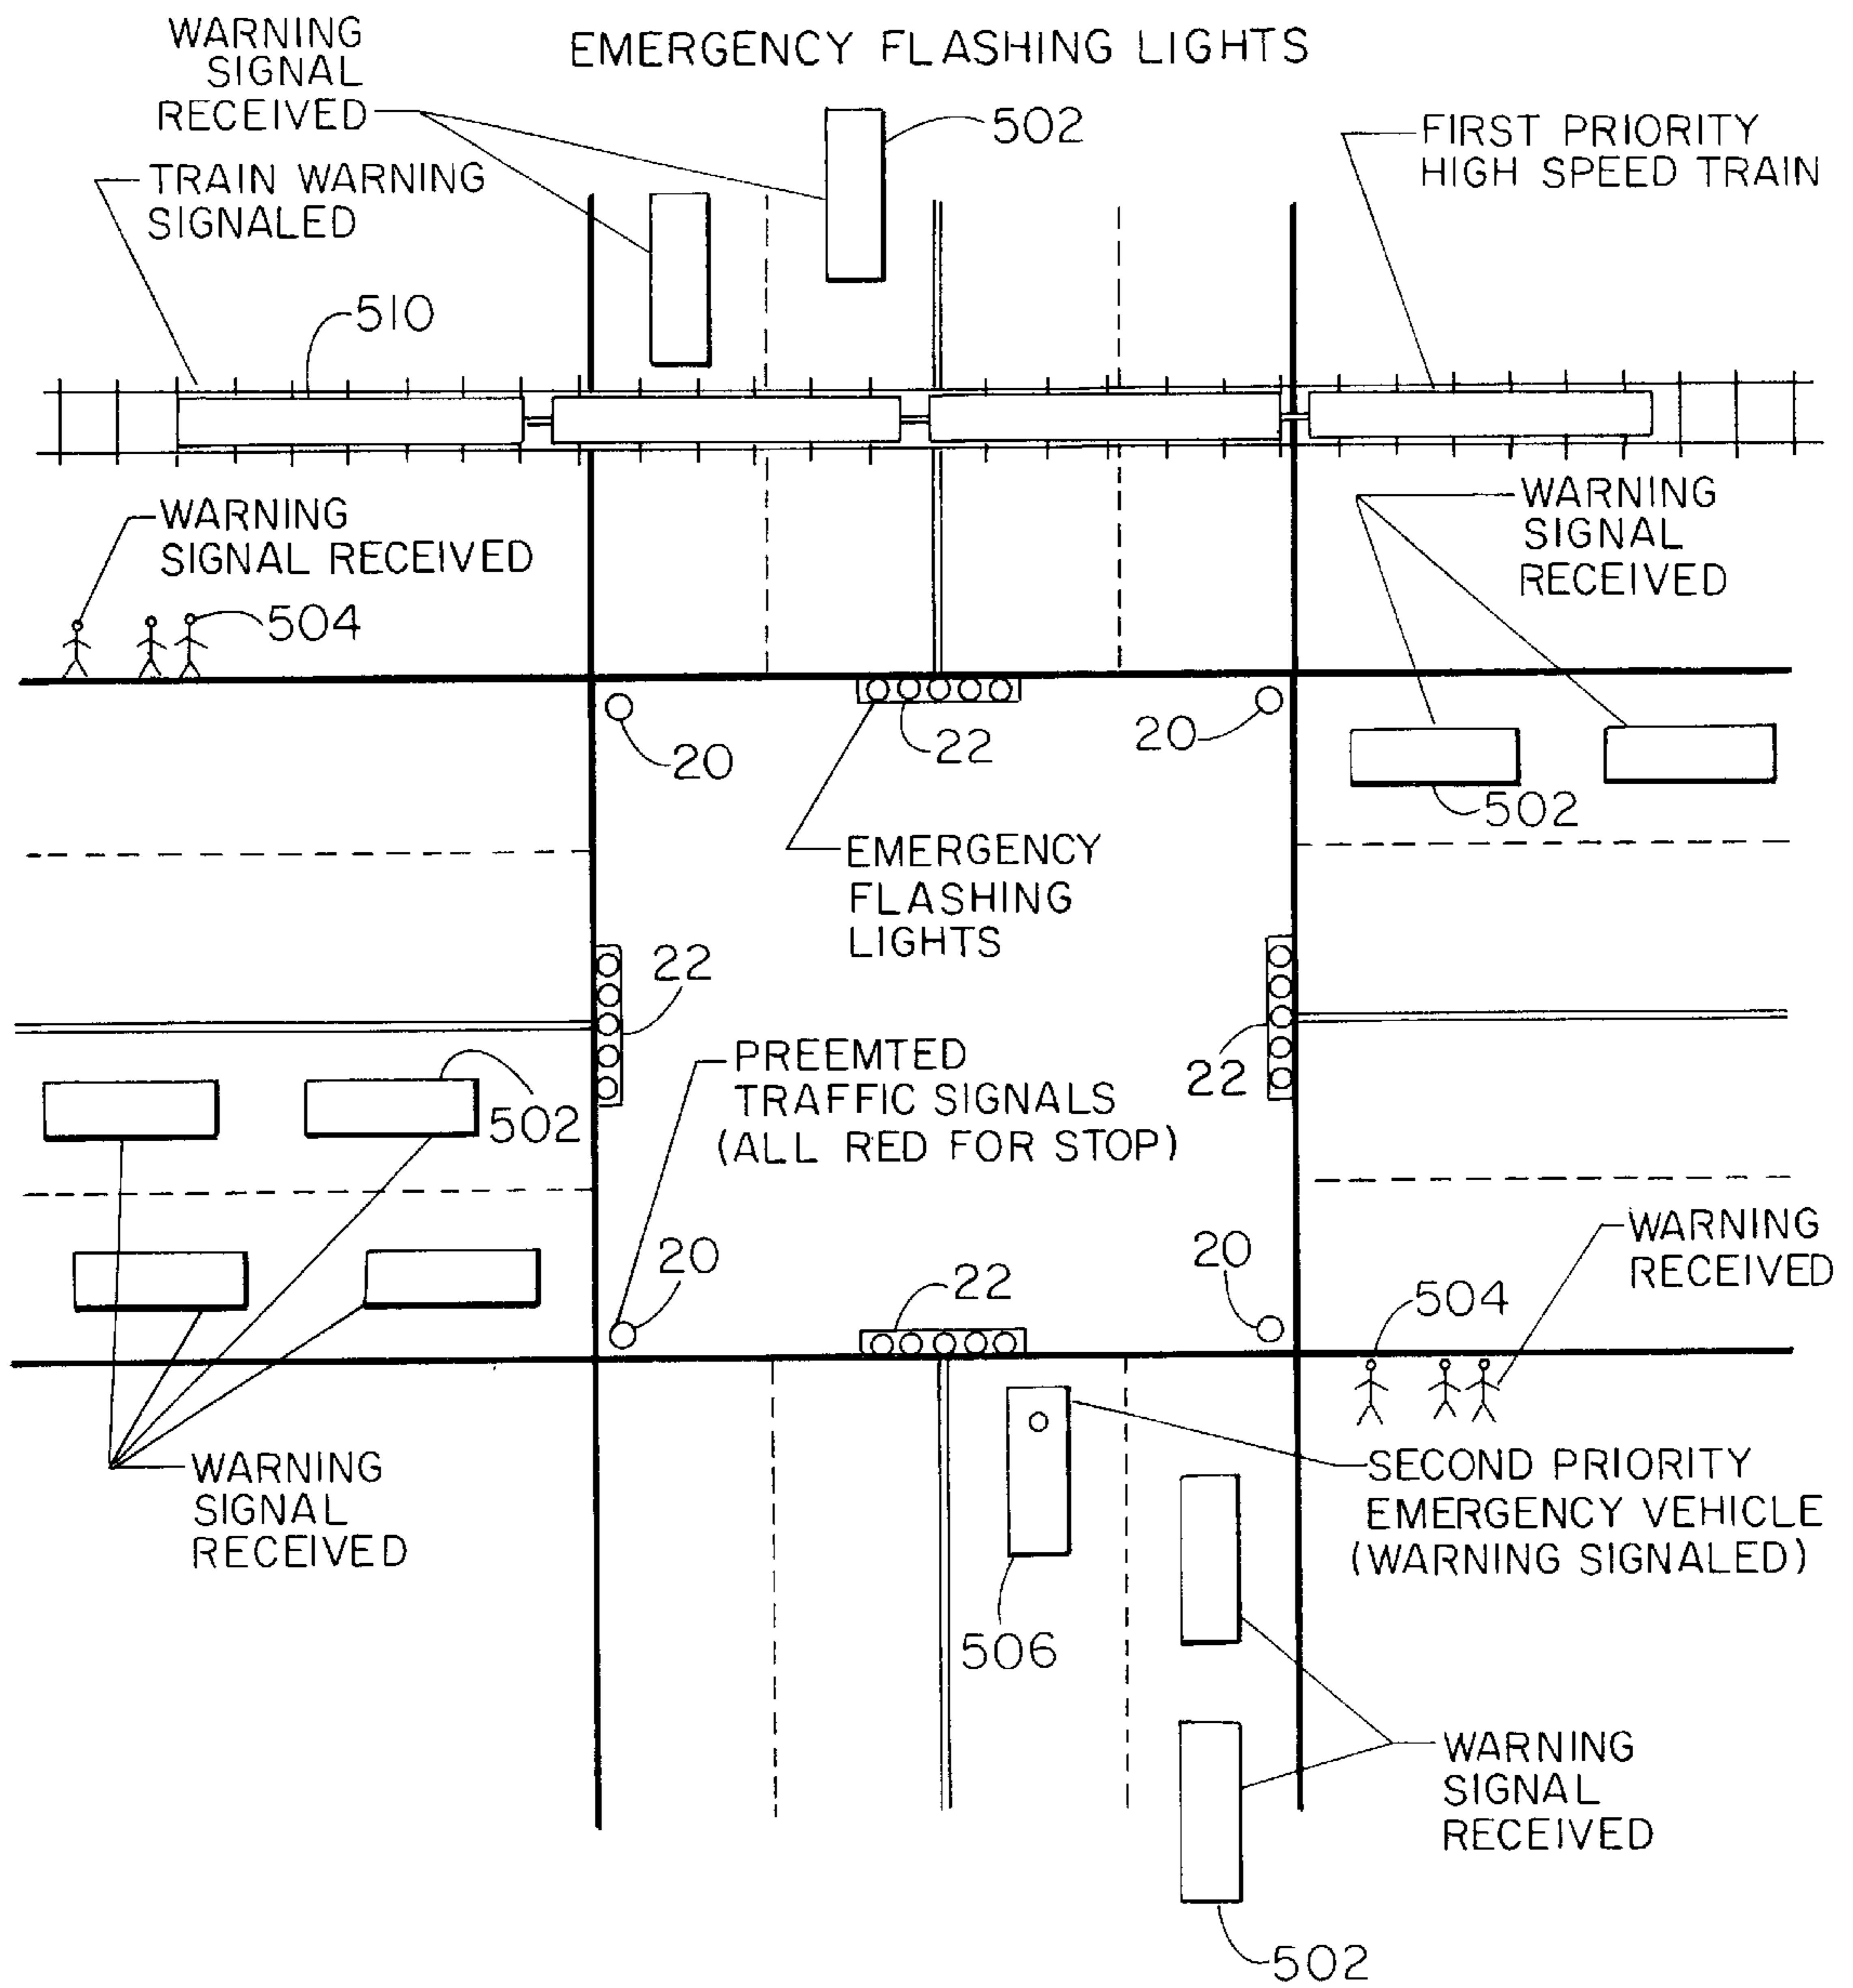 WARNING
SIGNAL
RECEIVED
EMERGENCY FLASHING LIGHTS
502
FIRST PRIORITY
HIGH SPEED TRAIN
TRAIN WARNING
SIGNALED
510
WARNING
SIGNAL RECEIVED
504
WARNING
SIGNAL
RECEIVED
20
22
20
502
EMERGENCY
FLASHING
LIGHTS
22
22
502
PREEMTED
TRAFFIC SIGNALS
(ALL RED FOR STOP)
20
22
20
WARNING
RECEIVED
504
WARNING
SIGNAL
RECEIVED
506
SECOND PRIORITY
EMERGENCY VEHICLE
(WARNING SIGNALED)
WARNING
SIGNAL
RECEIVED
502